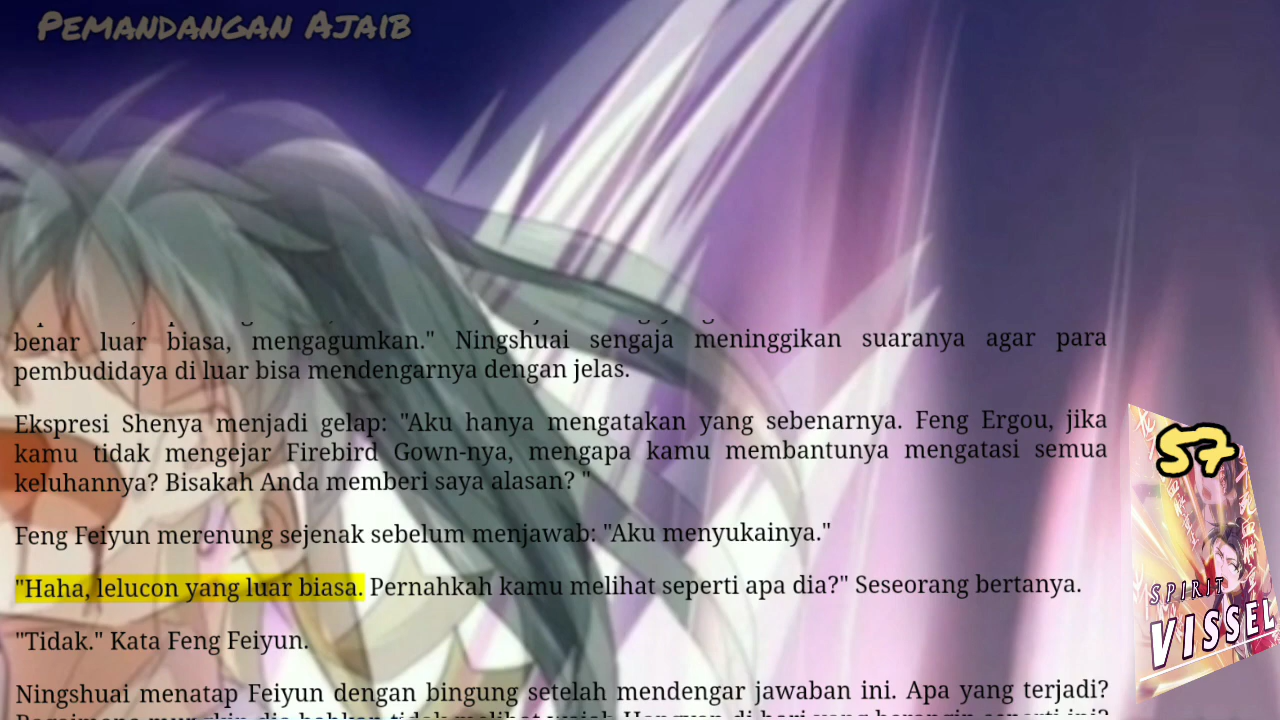 Pemandangan Ajaib
benar luar biasa, mengagumkan." Ningshuai sengaja meninggikan suaranya agar para
pembudidaya di luar bisa mendengarnya dengan jelas.
Ekspresi Shenya menjadi gelap: "Aku hanya mengatakan yang sebenarnya. Feng Ergou, jika
kamu tidak mengejar Firebird Gown-nya, mengapa kamu membantunya mengatasi semua
keluhannya? Bisakah Anda memberi saya alasan? "
Feng Feiyun merenung sejenak sebelum menjawab: "Aku menyukainya."
"Haha, lelucon yang luar biasa. Pernahkah kamu melihat seperti apa dia?" Seseorang bertanya.
"Tidak." Kata Feng Feiyun.
Ningshuai menatap Feiyun dengan bingung setelah mendengar jawaban ini. Apa yang terjadi?
57
SPIRIT
VISSEL